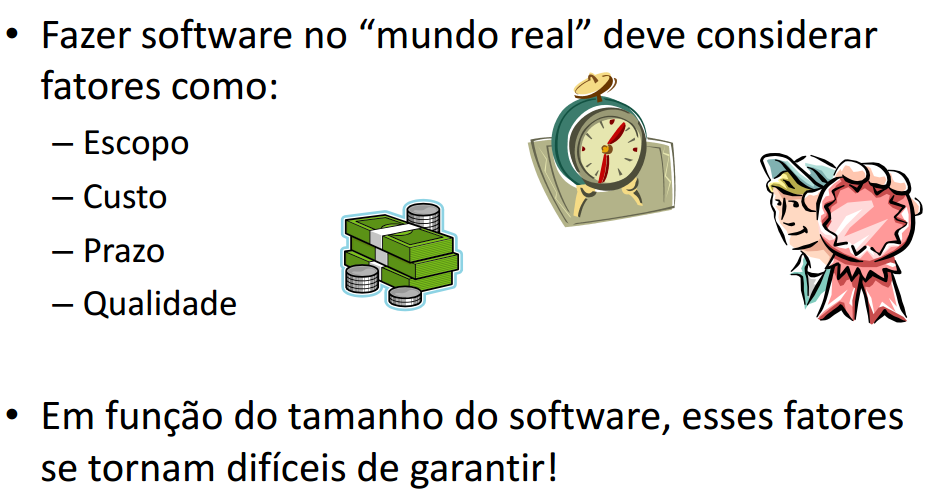 • Fazer software no “mundo real” deve considerar
fatores como:
– Escopo
– Custo
– Prazo
– Qualidade
• Em função do tamanho do software, esses fatores
se tornam difíceis de garantir!